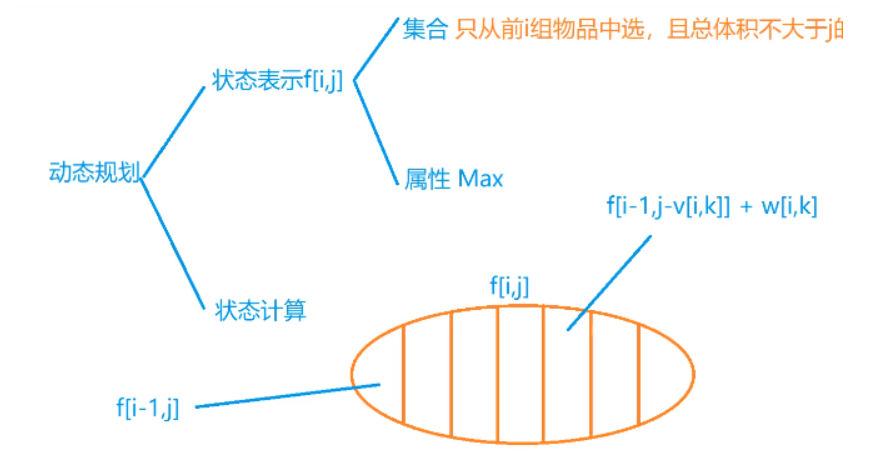 集合 只从前i组物品中选，且总体积不大于j的
状态表示f[i,j]
动态规划
属性 Max
f[i-1,j-v[i,k]] + w[i,k]
f[i,j]
状态计算
f[i-1,j]